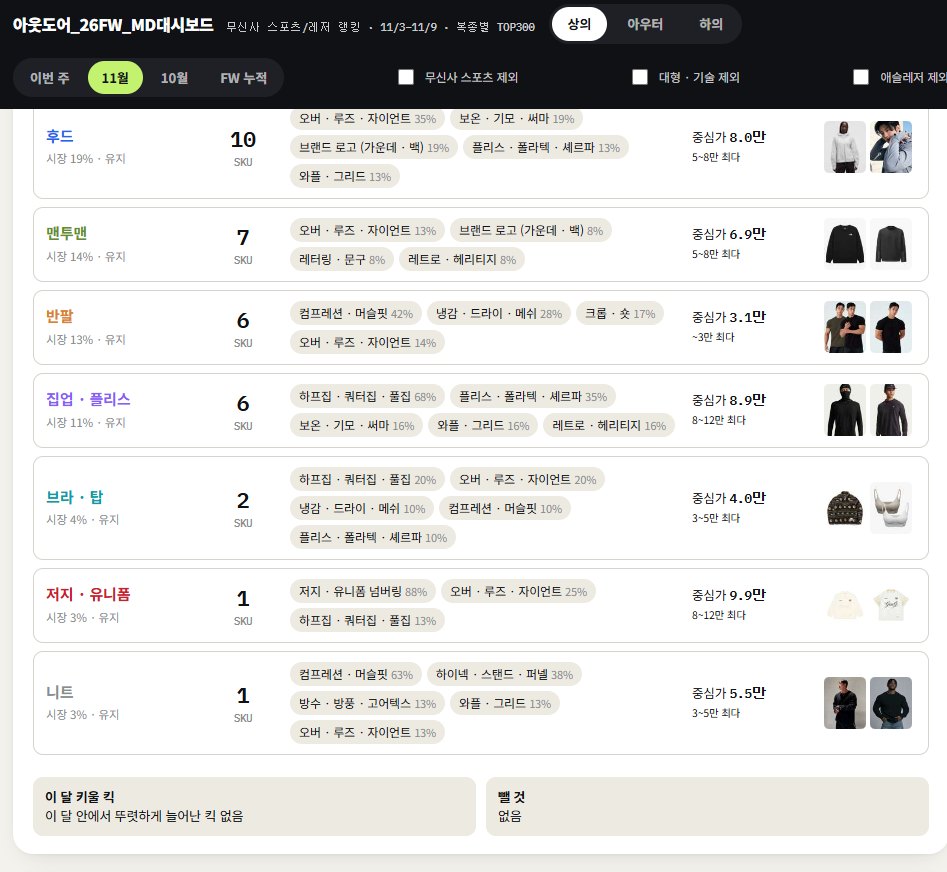 아웃도어_26FW_MD대시보드 무신사 스포츠/레저 랭킹 · 11/3–11/9 · 복종별 TOP300 상의 아우터 하의
이번 주 11월 10월 FW 누적 무신사 스포츠 제외 대형 · 기술 제외 애슬레저 제외
오버 · 루즈 · 자이언트 35% 보온 · 기모 · 써마 19%
후드 10 브랜드 로고 (가운데 · 백) 19% 플리스 · 폴라텍 · 셰르파 13% 중심가 8.0만
시장 19% · 유지 SKU 와플 · 그리드 13% 5~8만 최다
맨투맨 7 오버 · 루즈 · 자이언트 13% 브랜드 로고 (가운데 · 백) 8% 중심가 6.9만
시장 14% · 유지 SKU 레터링 · 문구 8% 레트로 · 헤리티지 8% 5~8만 최다
반팔 6 컴프레션 · 머슬핏 42% 냉감 · 드라이 · 메쉬 28% 크롭 · 숏 17% 중심가 3.1만
시장 13% · 유지 SKU 오버 · 루즈 · 자이언트 14% ~3만 최다
집업 · 플리스 6 하프집 · 쿼터집 · 풀집 68% 플리스 · 폴라텍 · 셰르파 35% 중심가 8.9만
시장 11% · 유지 SKU 보온 · 기모 · 써마 16% 와플 · 그리드 16% 레트로 · 헤리티지 16% 8~12만 최다
하프집 · 쿼터집 · 풀집 20% 오버 · 루즈 · 자이언트 20%
브라 · 탑 2 냉감 · 드라이 · 메쉬 10% 컴프레션 · 머슬핏 10% 중심가 4.0만
시장 4% · 유지 SKU 플리스 · 폴라텍 · 셰르파 10% 3~5만 최다
저지 · 유니폼 1 저지 · 유니폼 넘버링 88% 오버 · 루즈 · 자이언트 25% 중심가 9.9만
시장 3% · 유지 SKU 하프집 · 쿼터집 · 풀집 13% 8~12만 최다
컴프레션 · 머슬핏 63% 하이넥 · 스탠드 · 퍼넬 38%
니트 1 방수 · 방풍 · 고어텍스 13% 와플 · 그리드 13% 중심가 5.5만
시장 3% · 유지 SKU 오버 · 루즈 · 자이언트 13% 3~5만 최다
이 달 키울 킥
이 달 안에서 뚜렷하게 늘어난 킥 없음
뺄 것
없음